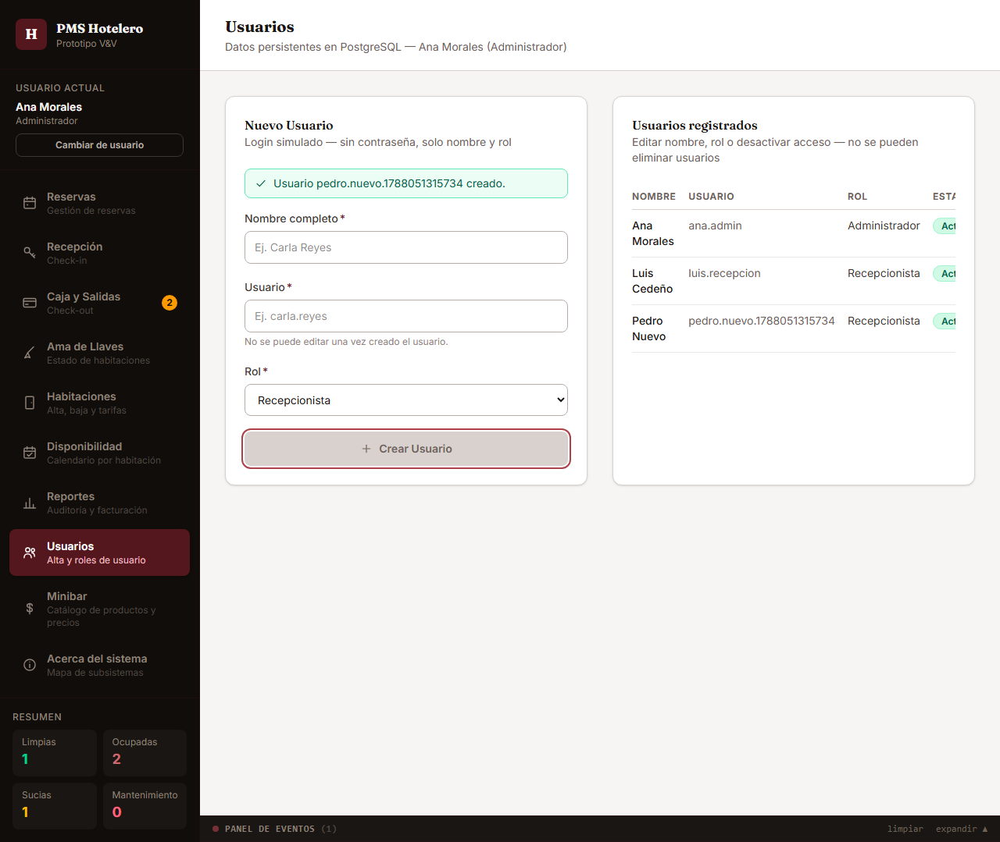 H
PMS Hotelero
Prototipo V&V
USUARIO ACTUAL
Ana Morales
Administrador
Cambiar de usuario
Reservas
Gestión de reservas
Recepción
Check-in
Caja y Salidas
Check-out
2
Ama de Llaves
Estado de habitaciones
Habitaciones
Alta, baja y tarifas
Disponibilidad
Calendario por habitación
Reportes
Auditoría y facturación
Usuarios
Alta y roles de usuario
Minibar
Catálogo de productos y
precios
Acerca del sistema
Mapa de subsistemas
RESUMEN
Limpias
1
Ocupadas
2
Sucias
1
Mantenimiento
0
Usuarios
Datos persistentes en PostgreSQL — Ana Morales (Administrador)
Nuevo Usuario
Login simulado — sin contraseña, solo nombre y rol
Usuario pedro.nuevo.1788051315734 creado.
Nombre completo *
Ej. Carla Reyes
Usuario *
Ej. carla.reyes
No se puede editar una vez creado el usuario.
Rol *
Recepcionista
+ Crear Usuario
Usuarios registrados
Editar nombre, rol o desactivar acceso — no se pueden
eliminar usuarios
NOMBRE USUARIO ROL ESTA
Ana Morales ana.admin Administrador Act
Luis Cedeño luis.recepcion Recepcionista Act
Pedro Nuevo pedro.nuevo.1788051315734 Recepcionista Act
PANEL DE EVENTOS (1)
limpiar expandir ▲